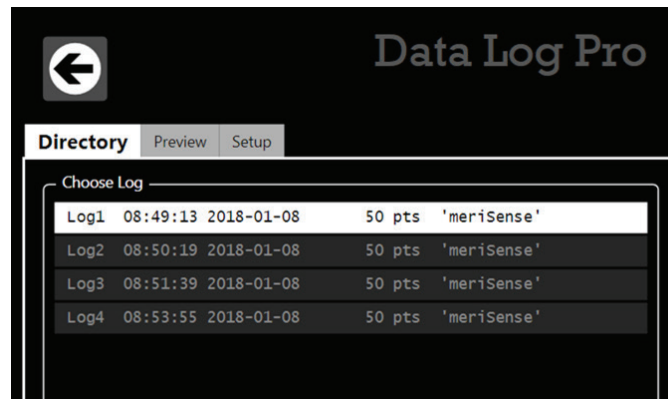 Data Log Pro
Directory Preview Setup
Choose Log
Log1 08:49:13 2018-01-08 50 pts 'meriSense'
Log2 08:50:19 2018-01-08 50 pts 'meriSense'
Log3 08:51:39 2018-01-08 50 pts 'meriSense'
Log4 08:53:55 2018-01-08 50 pts 'meriSense'